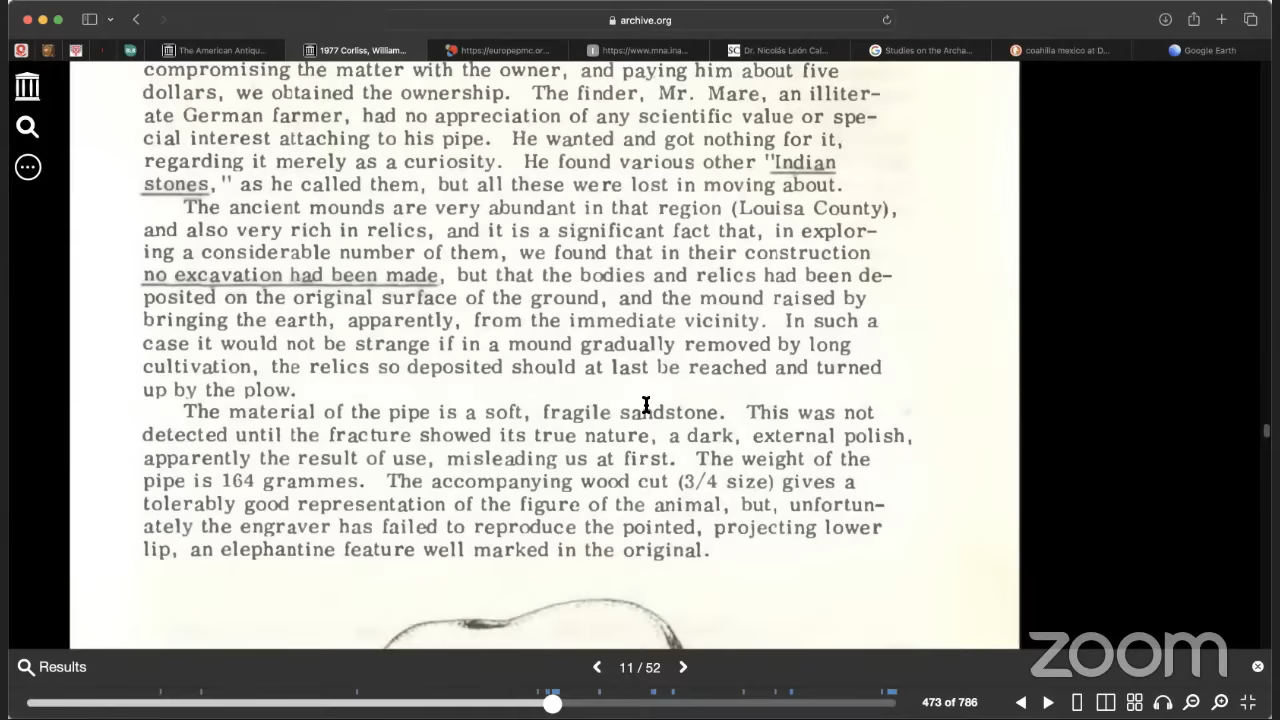 archive.org
The American Antiqu...
1977 Corliss, William...
https://europepmc.or...
https://www.mna.ina...
SC Dr. Nicolás León Cal...
Studies on the Archa...
coahilla mexico at D...
Google Earth
compromising the matter with the owner, and paying him about five
dollars, we obtained the ownership. The finder, Mr. Mare, an illiter-
ate German farmer, had no appreciation of any scientific value or spe-
cial interest attaching to his pipe. He wanted and got nothing for it,
regarding it merely as a curiosity. He found various other "Indian
stones," as he called them, but all these were lost in moving about.
The ancient mounds are very abundant in that region (Louisa County),
and also very rich in relics, and it is a significant fact that, in explor-
ing a considerable number of them, we found that in their construction
no excavation had been made, but that the bodies and relics had been de-
posited on the original surface of the ground, and the mound raised by
bringing the earth, apparently, from the immediate vicinity. In such a
case it would not be strange if in a mound gradually removed by long
cultivation, the relics so deposited should at last be reached and turned
up by the plow.
The material of the pipe is a soft, fragile sandstone. This was not
detected until the fracture showed its true nature, a dark, external polish,
apparently the result of use, misleading us at first. The weight of the
pipe is 164 grammes. The accompanying wood cut (3/4 size) gives a
tolerably good representation of the figure of the animal, but, unfortun-
ately the engraver has failed to reproduce the pointed, projecting lower
lip, an elephantine feature well marked in the original.
zoom
Results
11 / 52
473 of 786